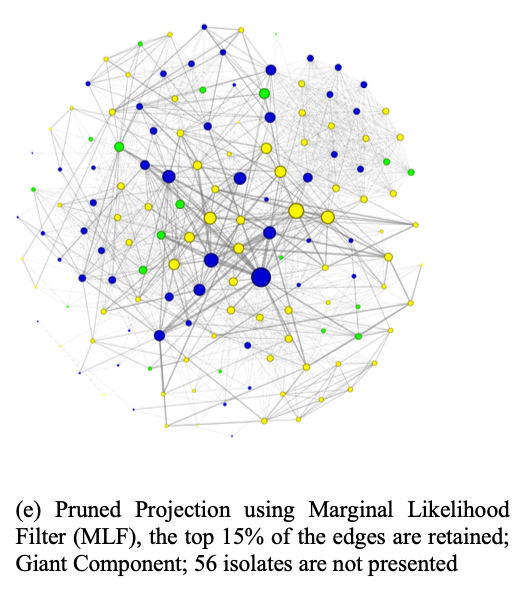 (e) Pruned Projection using Marginal Likelihood
Filter (MLF), the top 15% of the edges are retained;
Giant Component; 56 isolates are not presented